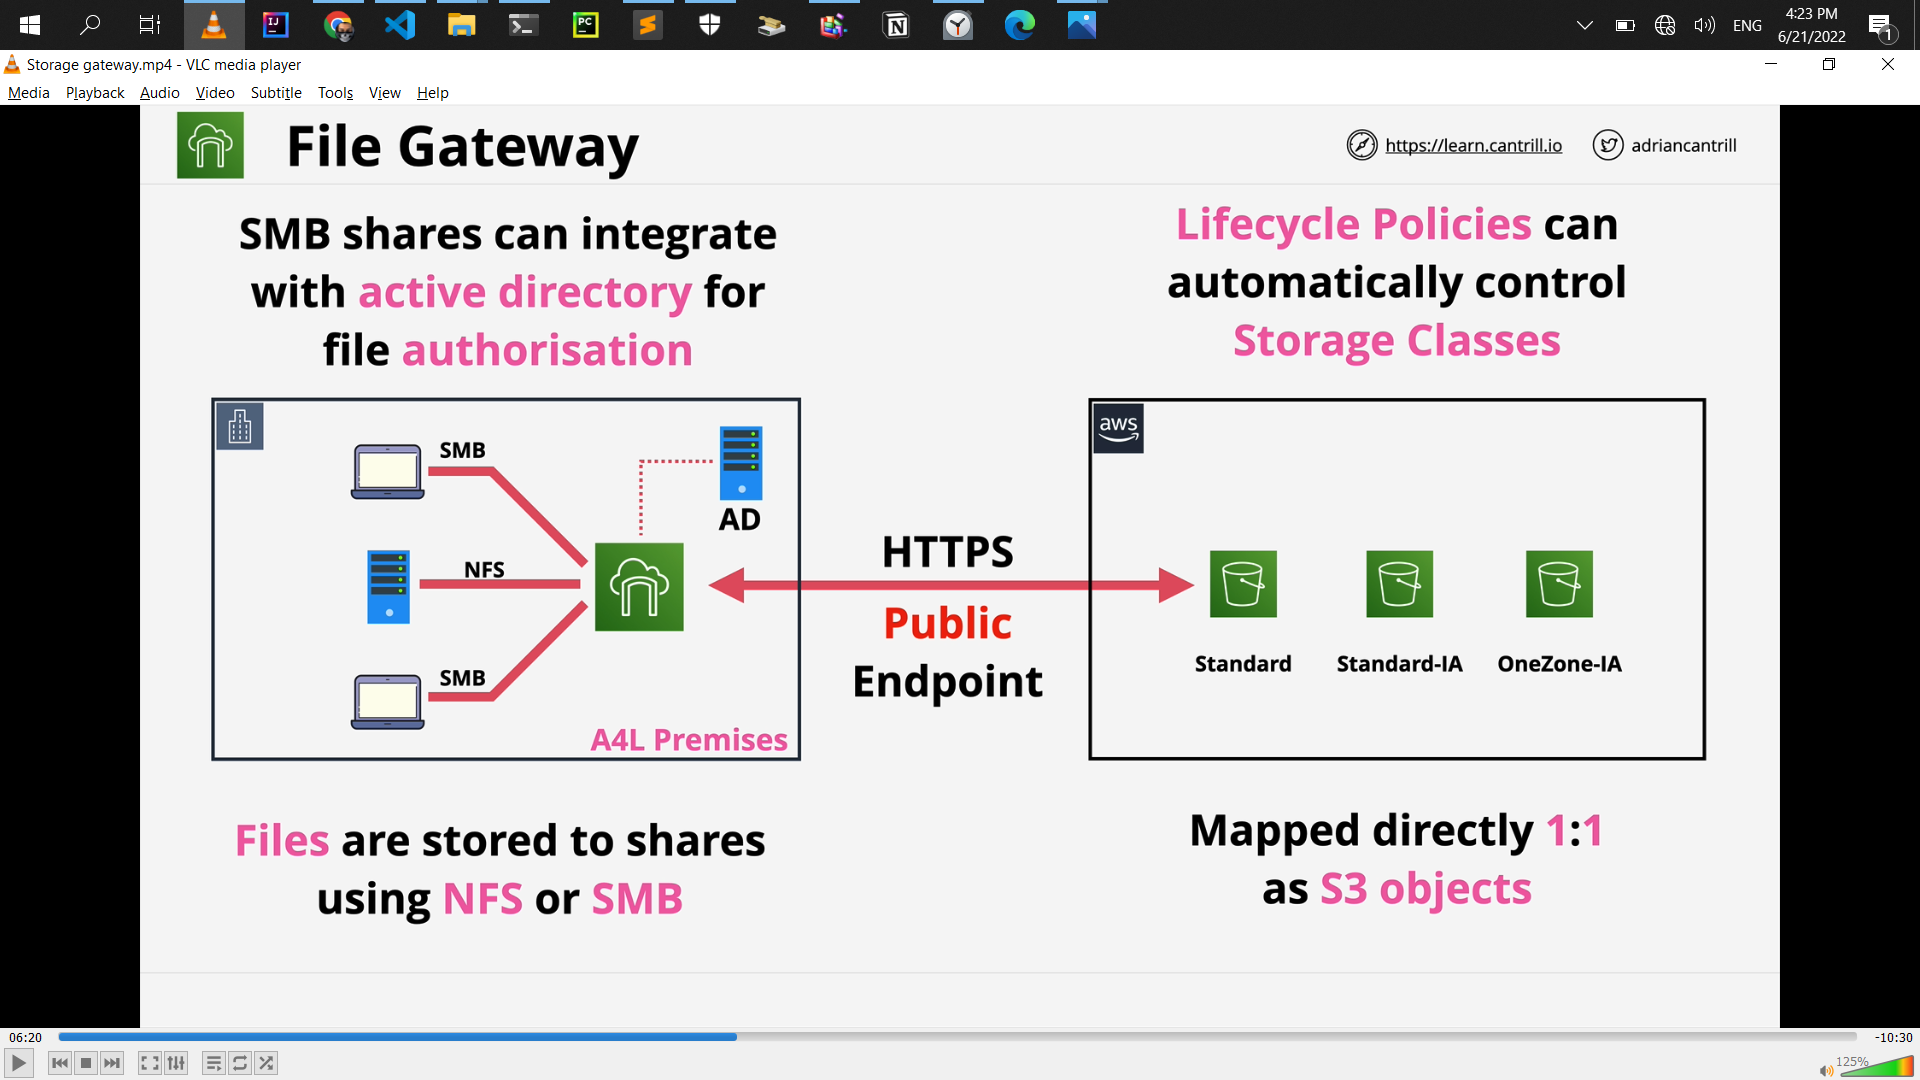 4:23 PM
ENG
6/21/2022
1
Storage gateway.mp4 - VLC media player
Media Playback Audio Video Subtitle Tools View Help
File Gateway
https://learn.cantrill.io
adriancantrill
SMB shares can integrate
with active directory for
file authorisation
Lifecycle Policies can
automatically control
Storage Classes
aws
SMB
AD
NFS
SMB
A4L Premises
HTTPS
Public
Endpoint
Standard
Standard-IA
OneZone-IA
Files are stored to shares
using NFS or SMB
Mapped directly 1:1
as S3 objects
06:20
-10:30
125%
IJ
PC
N